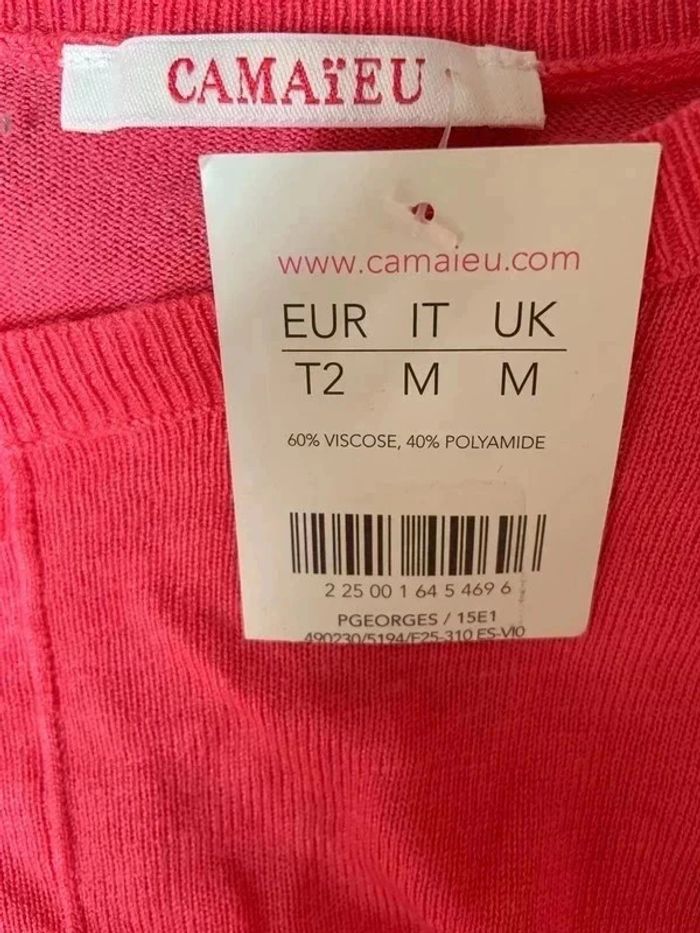 CAMAïEU
www.camaieu.com
EUR IT UK
T2 M M
60% VISCOSE, 40% POLYAMIDE
2 25 00 1 64 5 469 6
PGEORGES / 15E1
490230/5194/F25-310 ES-VIO